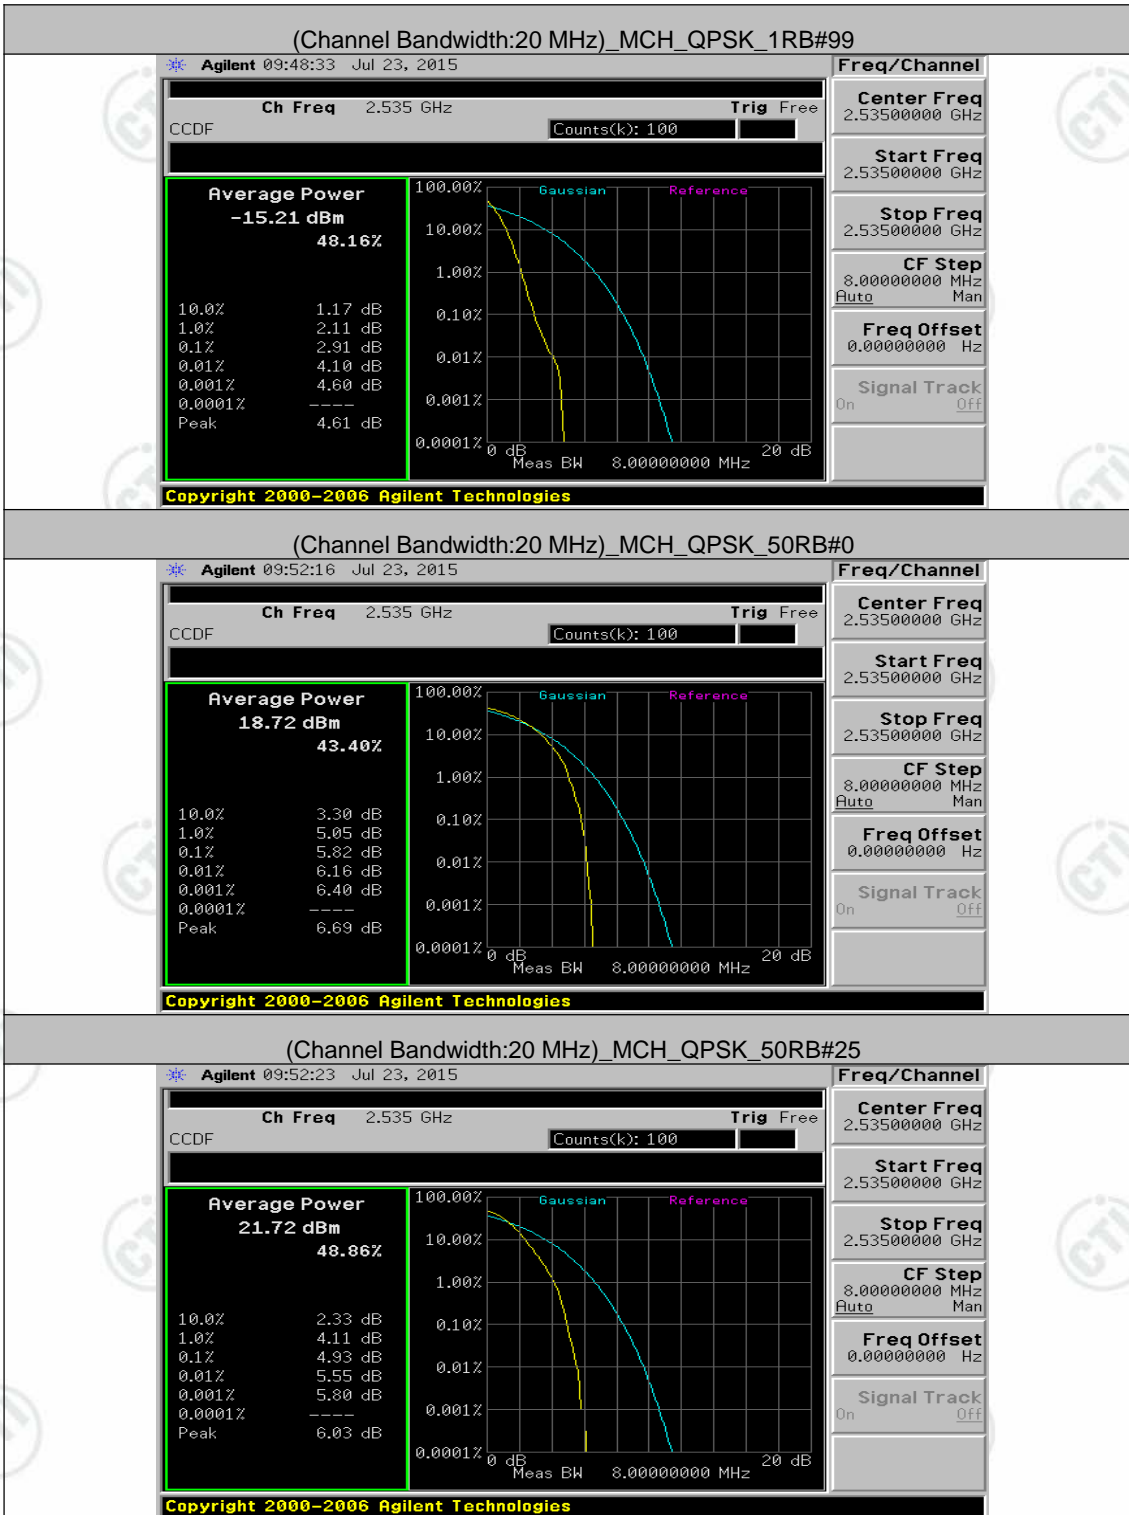 (Channel Bandwidth:20 MHz)_MCH_QPSK_1RB#99
Agilent 09:48:33 Jul 23, 2015
Freq/Channel
Ch Freq 2.535 GHz Trig Free
CCDF Counts(k): 100
Center Freq
2.53500000 GHz
Start Freq
2.53500000 GHz
Stop Freq
2.53500000 GHz
CF Step
8.00000000 MHz
Auto Man
Freq Offset
0.00000000 Hz
Signal Track
On Off
Average Power
-15.21 dBm
48.16%
10.0% 1.17 dB
1.0% 2.11 dB
0.1% 2.91 dB
0.01% 4.10 dB
0.001% 4.60 dB
0.0001% ----
Peak 4.61 dB
Gaussian Reference
100.00%
10.00%
1.00%
0.10%
0.01%
0.001%
0.0001%
0 dB 20 dB
Meas BW 8.00000000 MHz
Copyright 2000-2006 Agilent Technologies
(Channel Bandwidth:20 MHz)_MCH_QPSK_50RB#0
Agilent 09:52:16 Jul 23, 2015
Freq/Channel
Ch Freq 2.535 GHz Trig Free
CCDF Counts(k): 100
Center Freq
2.53500000 GHz
Start Freq
2.53500000 GHz
Stop Freq
2.53500000 GHz
CF Step
8.00000000 MHz
Auto Man
Freq Offset
0.00000000 Hz
Signal Track
On Off
Average Power
18.72 dBm
43.40%
10.0% 3.30 dB
1.0% 5.05 dB
0.1% 5.82 dB
0.01% 6.16 dB
0.001% 6.40 dB
0.0001% ----
Peak 6.69 dB
Gaussian Reference
100.00%
10.00%
1.00%
0.10%
0.01%
0.001%
0.0001%
0 dB 20 dB
Meas BW 8.00000000 MHz
Copyright 2000-2006 Agilent Technologies
(Channel Bandwidth:20 MHz)_MCH_QPSK_50RB#25
Agilent 09:52:23 Jul 23, 2015
Freq/Channel
Ch Freq 2.535 GHz Trig Free
CCDF Counts(k): 100
Center Freq
2.53500000 GHz
Start Freq
2.53500000 GHz
Stop Freq
2.53500000 GHz
CF Step
8.00000000 MHz
Auto Man
Freq Offset
0.00000000 Hz
Signal Track
On Off
Average Power
21.72 dBm
48.86%
10.0% 2.33 dB
1.0% 4.11 dB
0.1% 4.93 dB
0.01% 5.55 dB
0.001% 5.80 dB
0.0001% ----
Peak 6.03 dB
Gaussian Reference
100.00%
10.00%
1.00%
0.10%
0.01%
0.001%
0.0001%
0 dB 20 dB
Meas BW 8.00000000 MHz
Copyright 2000-2006 Agilent Technologies
CTI
CTI
CTI
CTI
CTI
CTI
CTI
CTI